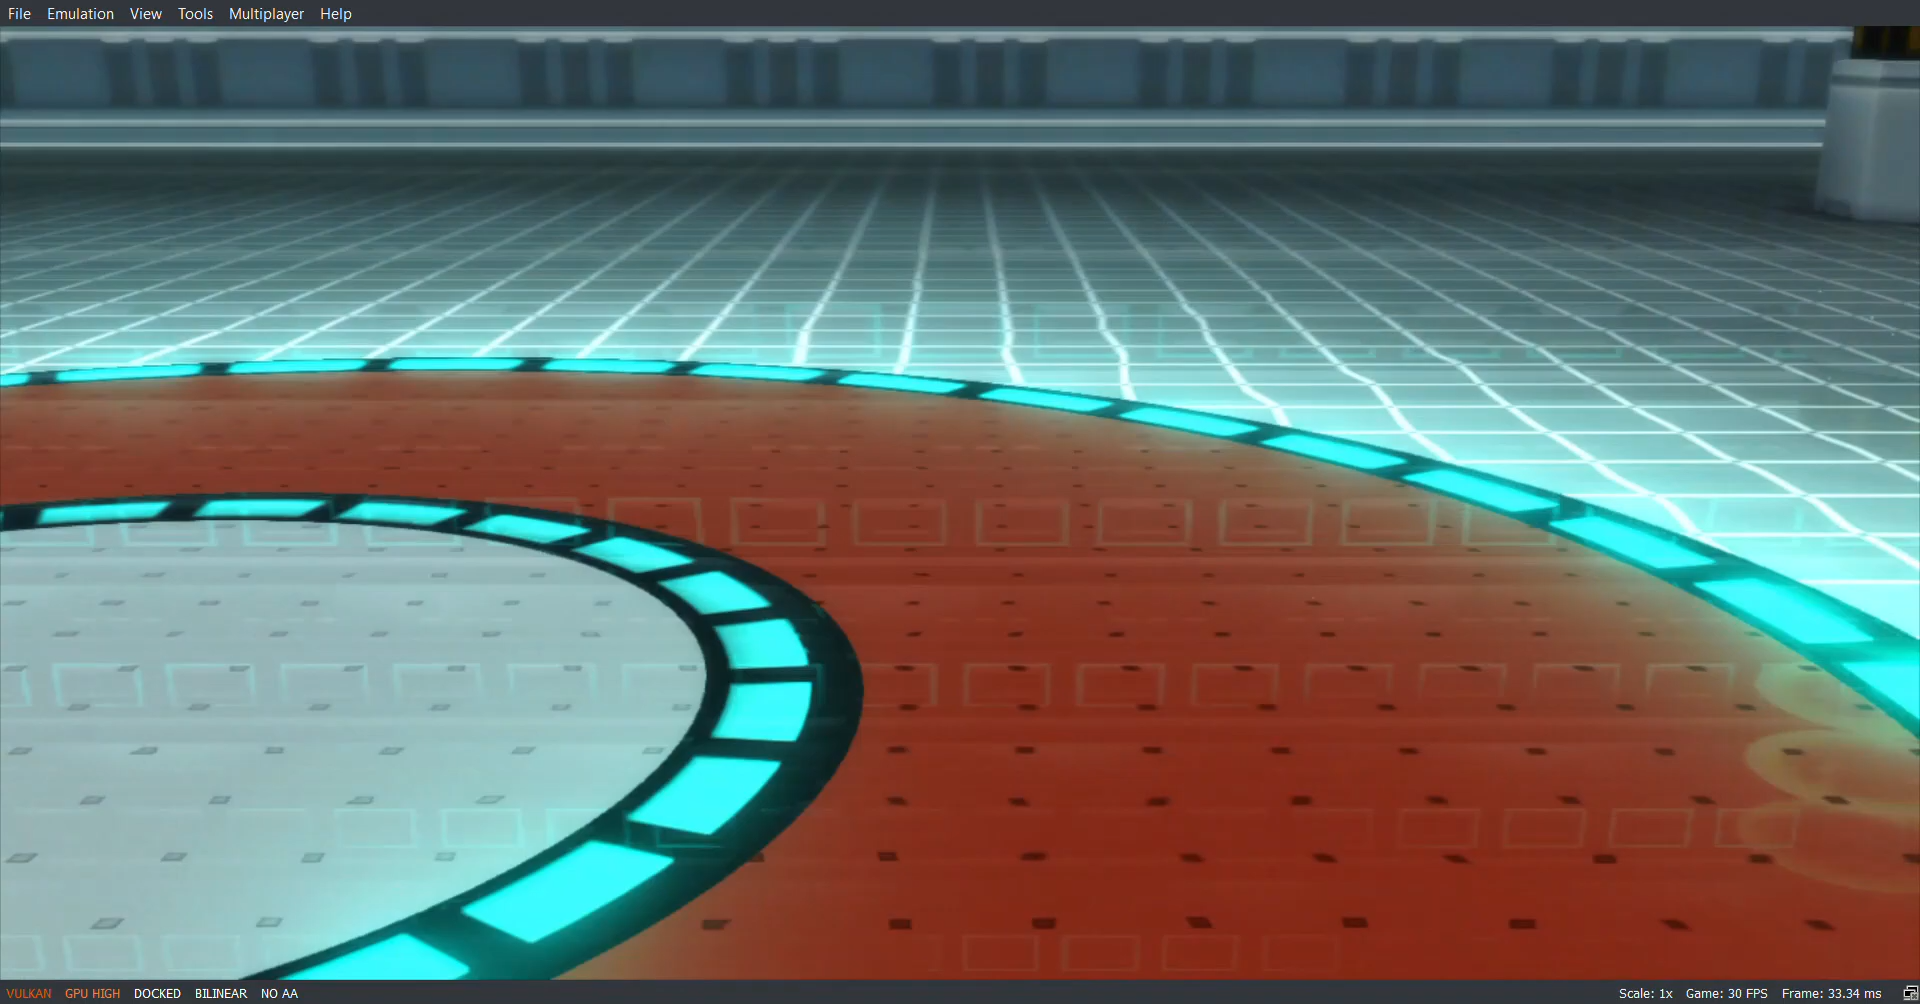 File Emulation View Tools Multiplayer Help
VULKAN GPU HIGH DOCKED BILINEAR NO AA Scale: 1x Game: 30 FPS Frame: 33.34 ms